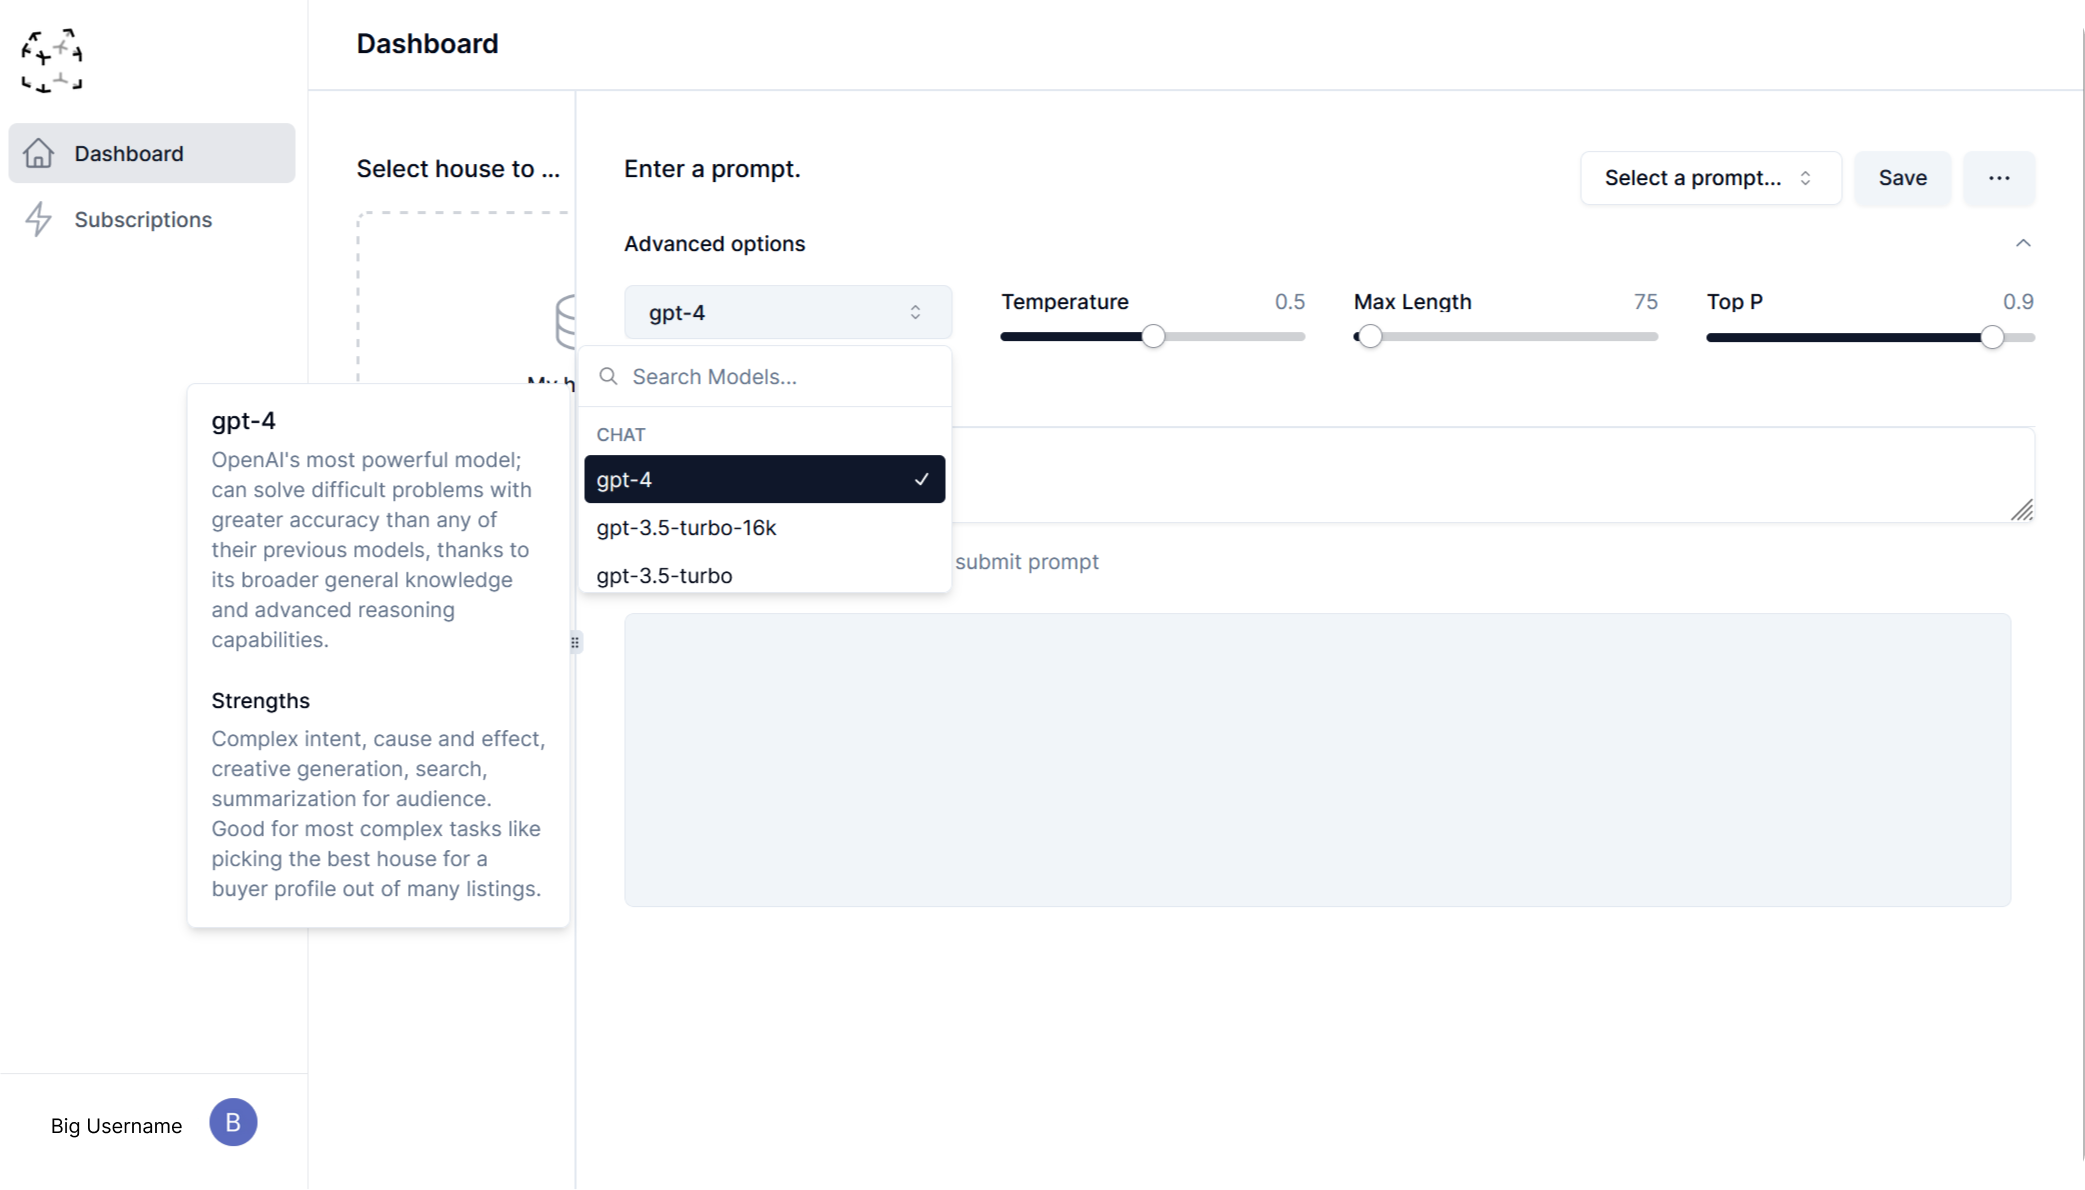 Dashboard
Dashboard
Subscriptions
Select house to ...
Enter a prompt.
Select a prompt...
Save
Advanced options
gpt-4
Temperature 0.5
Max Length 75
Top P 0.9
Search Models...
CHAT
gpt-4
gpt-3.5-turbo-16k
gpt-3.5-turbo
submit prompt
gpt-4
OpenAI's most powerful model;
can solve difficult problems with
greater accuracy than any of
their previous models, thanks to
its broader general knowledge
and advanced reasoning
capabilities.
Strengths
Complex intent, cause and effect,
creative generation, search,
summarization for audience.
Good for most complex tasks like
picking the best house for a
buyer profile out of many listings.
Big Username
B